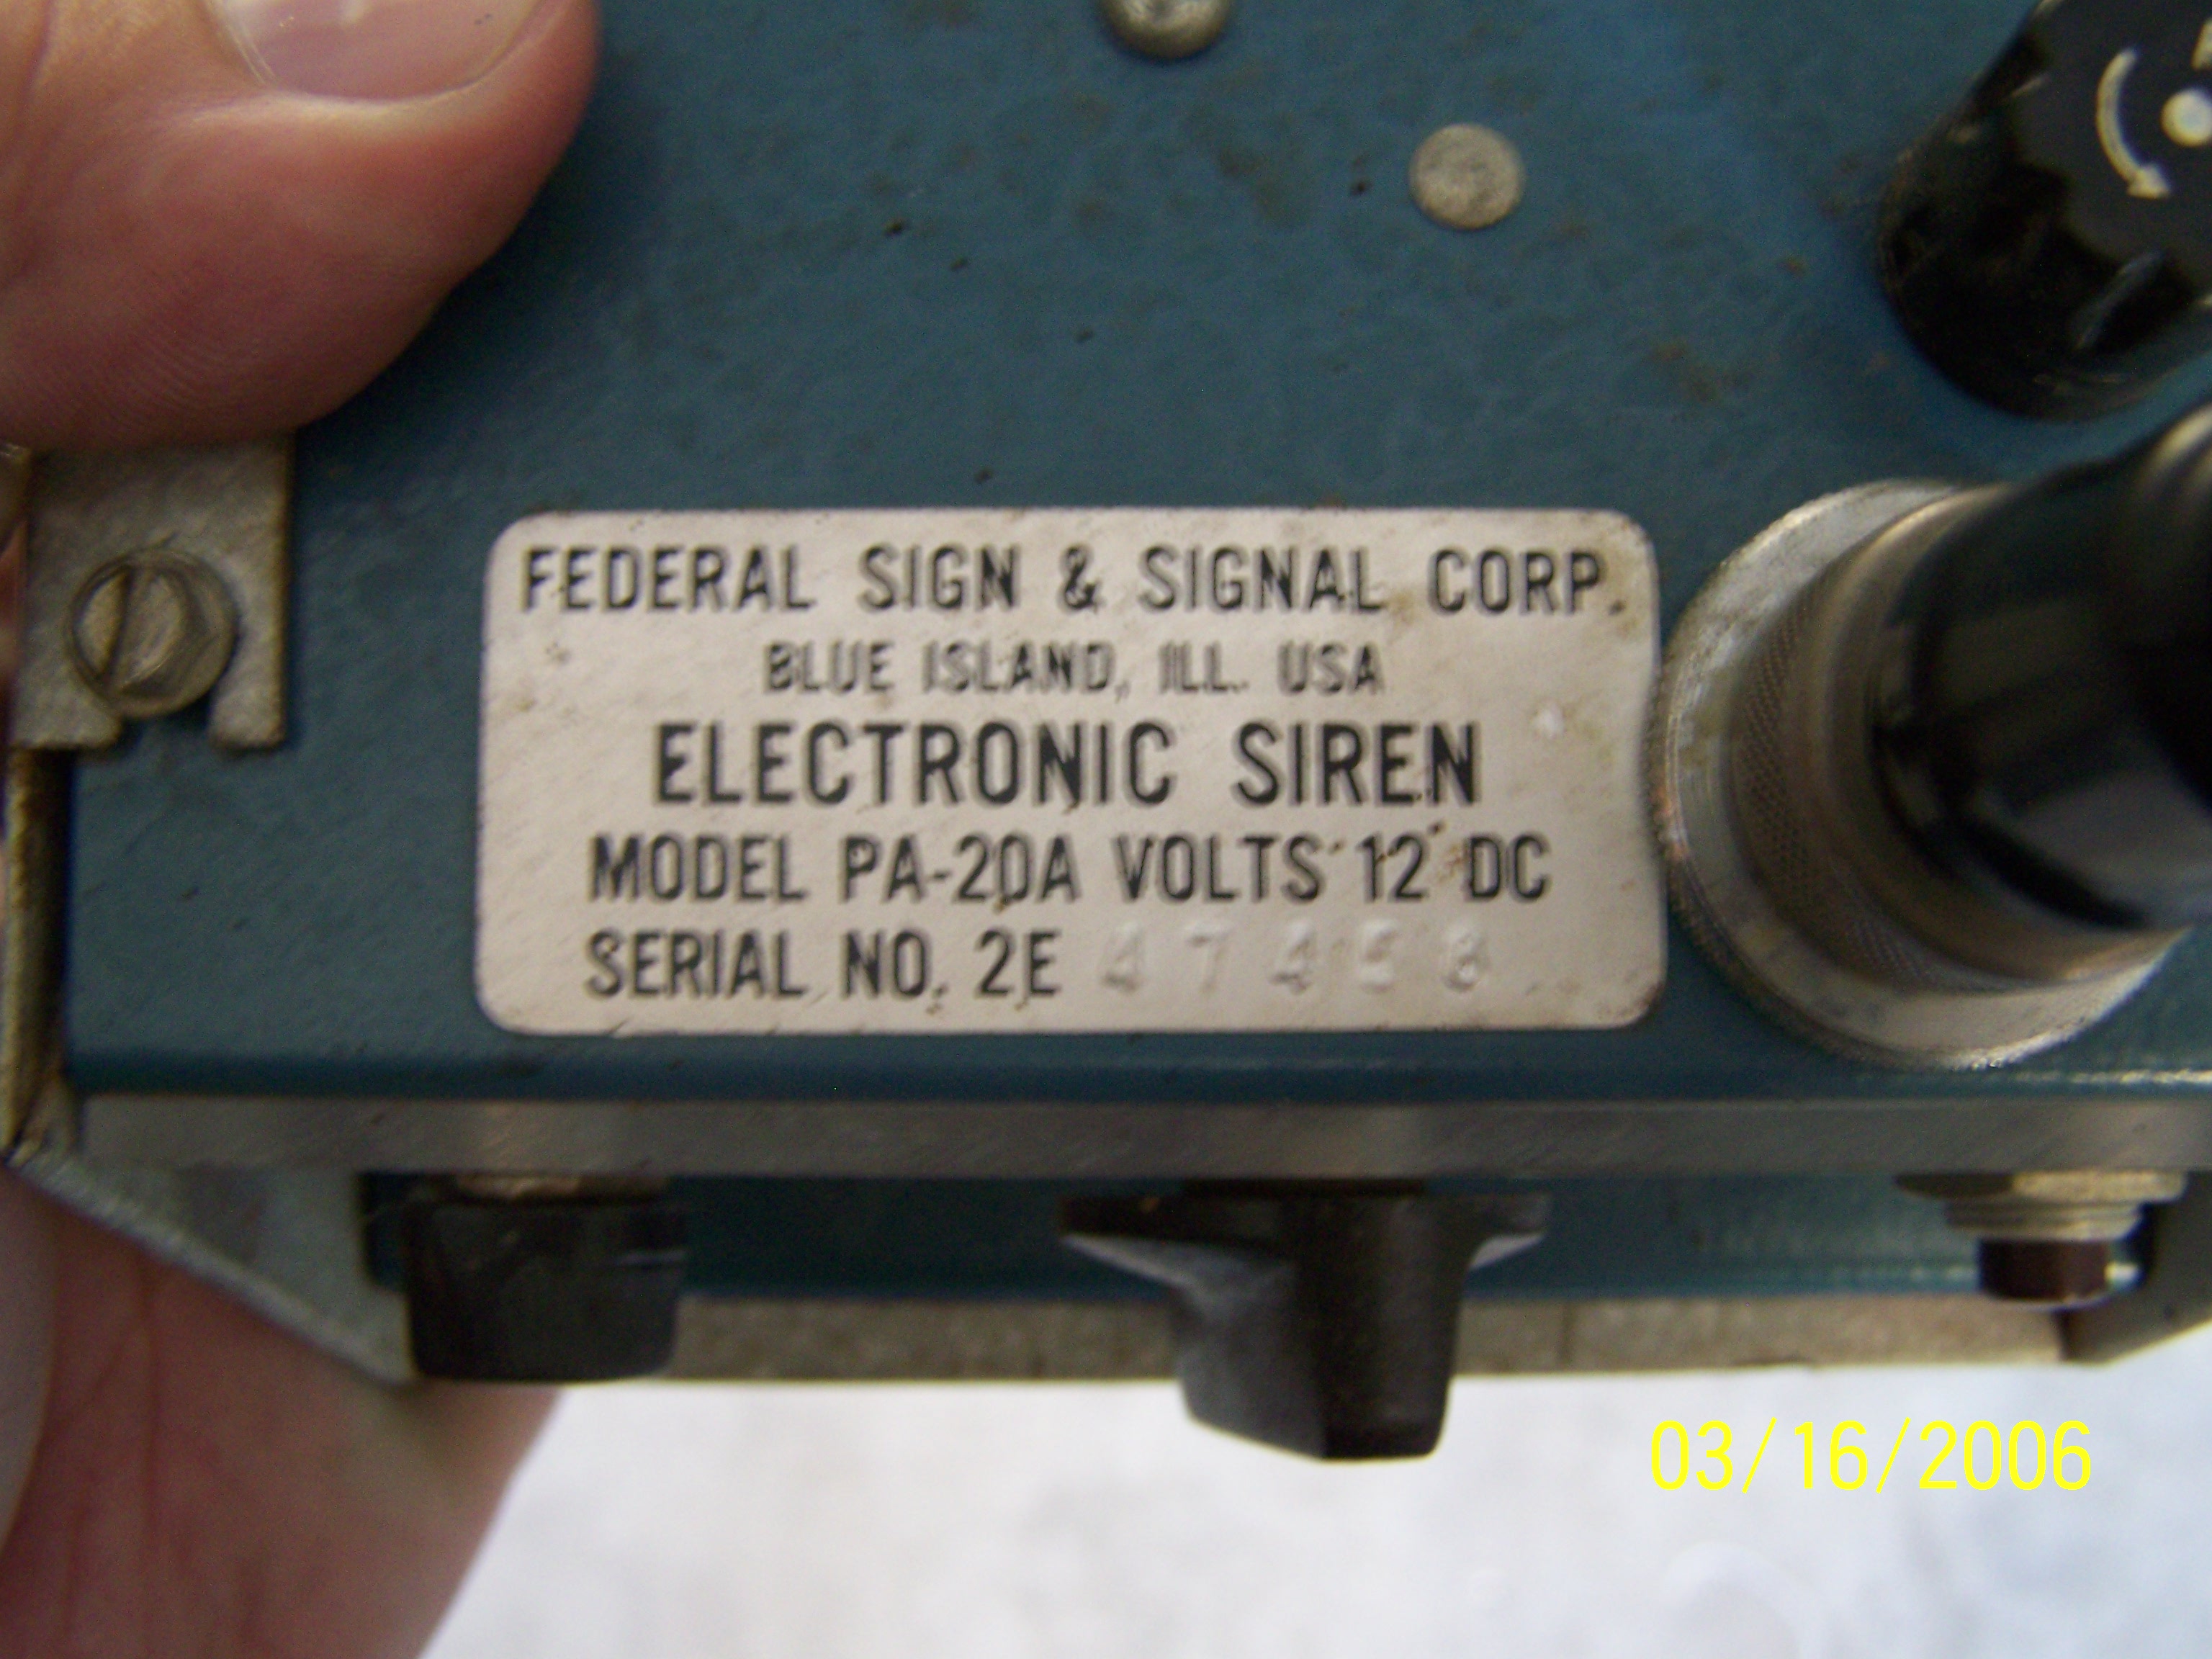 FEDERAL SIGN & SIGNAL CORP.
BLUE ISLAND, ILL. USA
ELECTRONIC SIREN
MODEL PA-20A VOLTS 12 DC
SERIAL NO. 2E 47458
03/16/2006